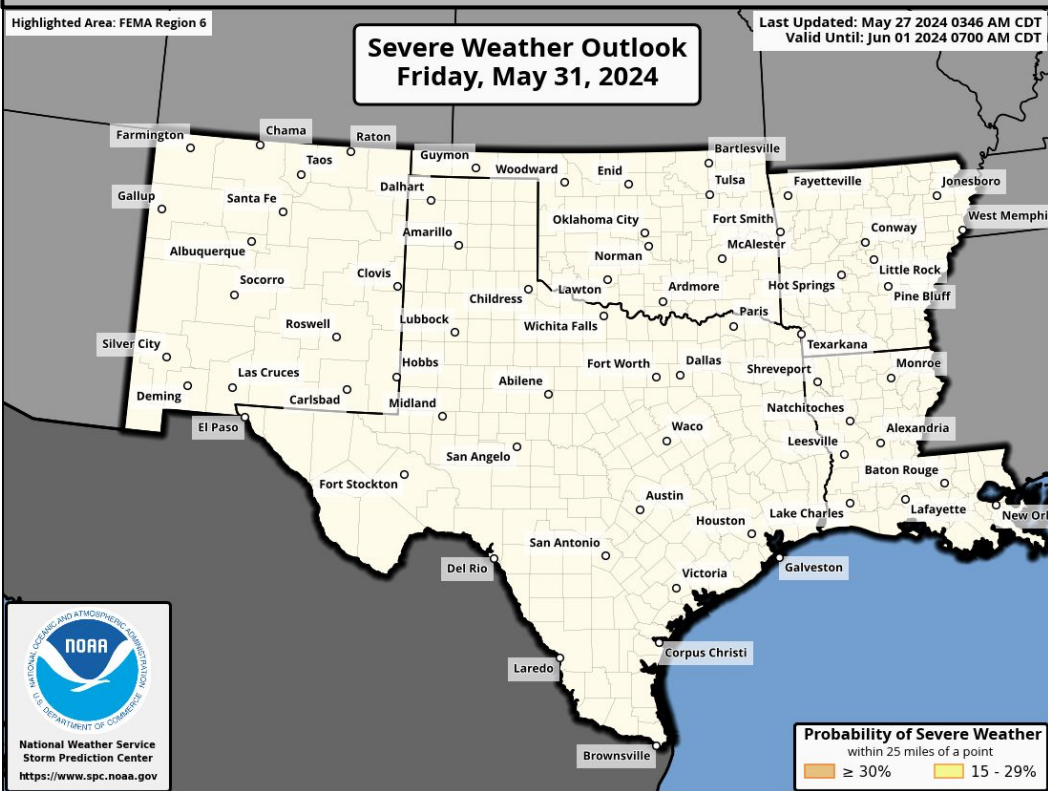 Highlighted Area: FEMA Region 6
Severe Weather Outlook
Friday, May 31, 2024
Last Updated: May 27 2024 0346 AM CDT
Valid Until: Jun 01 2024 0700 AM CDT
Farmington
Chama
Raton
Taos
Guymon
Woodward
Enid
Bartlesville
Tulsa
Fayetteville
Jonesboro
Gallup
Santa Fe
Dalhart
Oklahoma City
Fort Smith
West Memphi
Amarillo
Conway
Albuquerque
Norman
McAlester
Socorro
Clovis
Childress
Lawton
Ardmore
Hot Springs
Little Rock
Pine Bluff
Roswell
Lubbock
Wichita Falls
Paris
Texarkana
Silver City
Hobbs
Fort Worth
Dallas
Shreveport
Monroe
Las Cruces
Abilene
Deming
Carlsbad
Midland
Natchitoches
El Paso
Waco
Leesville
Alexandria
San Angelo
Baton Rouge
Fort Stockton
Austin
Houston
Lake Charles
Lafayette
New Orl
San Antonio
Del Rio
Galveston
Victoria
Laredo
Corpus Christi
Brownsville
NATIONAL OCEANIC AND ATMOSPHERIC ADMINISTRATION
NOAA
U.S. DEPARTMENT OF COMMERCE
National Weather Service
Storm Prediction Center
https://www.spc.noaa.gov
Probability of Severe Weather
within 25 miles of a point
≥ 30%
15 - 29%